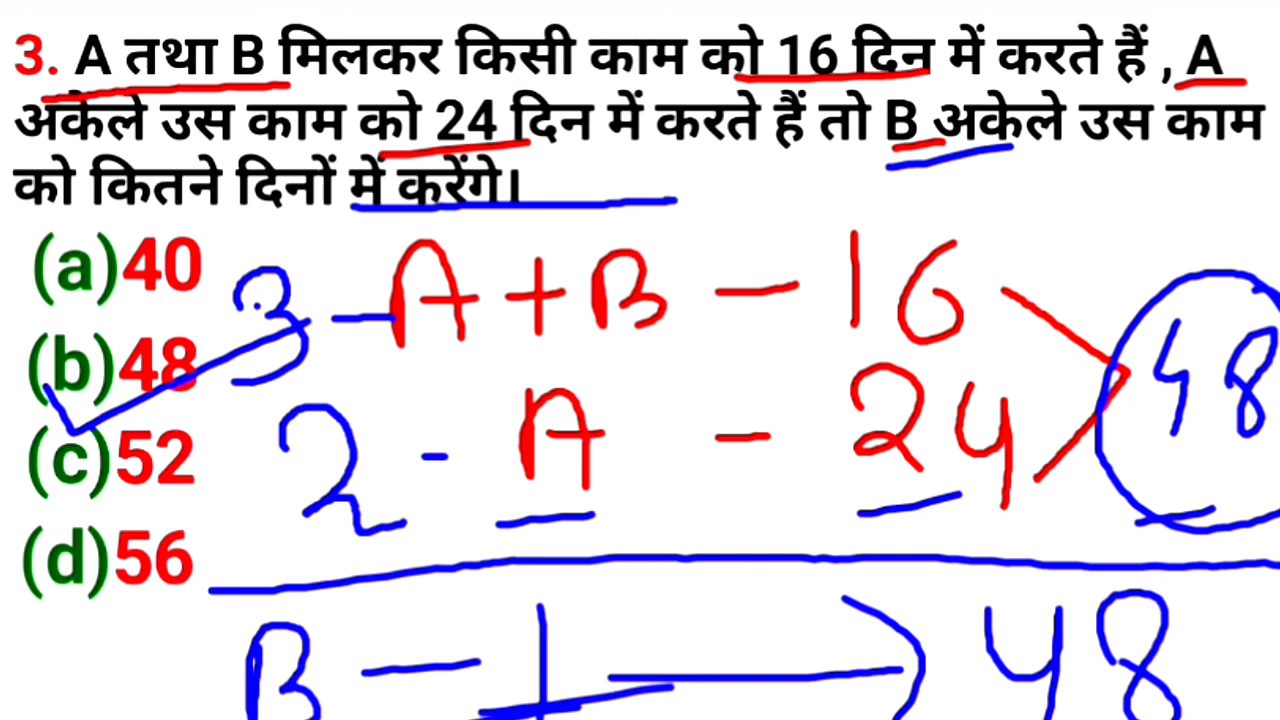 3. A तथा B मिलकर किसी काम को 16 दिन में करते हैं , A
अकेले उस काम को 24 दिन में करते हैं तो B अकेले उस काम
को कितने दिनों में करेंगे।
(a)40
(b)48
(c)52
(d)56
3 - A + B - 16
2 - A - 24
48
B - 1 48